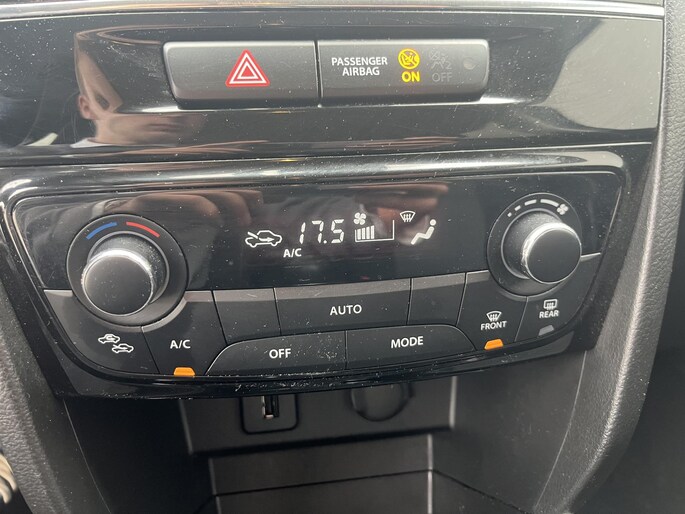 PASSENGER
AIRBAG
ON
OFF
17.5
A/C
AUTO
A/C
OFF
MODE
FRONT
REAR